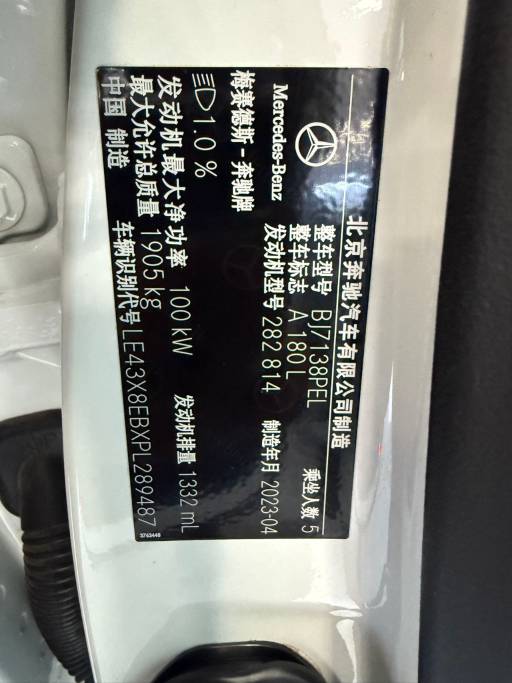 北京奔驰汽车有限公司制造
Mercedes-Benz
整车型号 BJ7138PEL 乘坐人数 5
整车标志 A 180 L
梅赛德斯-奔驰牌 发动机型号 282 814 制造年月 2023-04
1.0 %
发动机最大净功率 100 kW 发动机排量 1332 mL
最大允许总质量 1905 kg
中国 制造 车辆识别代号 LE43X8EBXPL289487
3763448